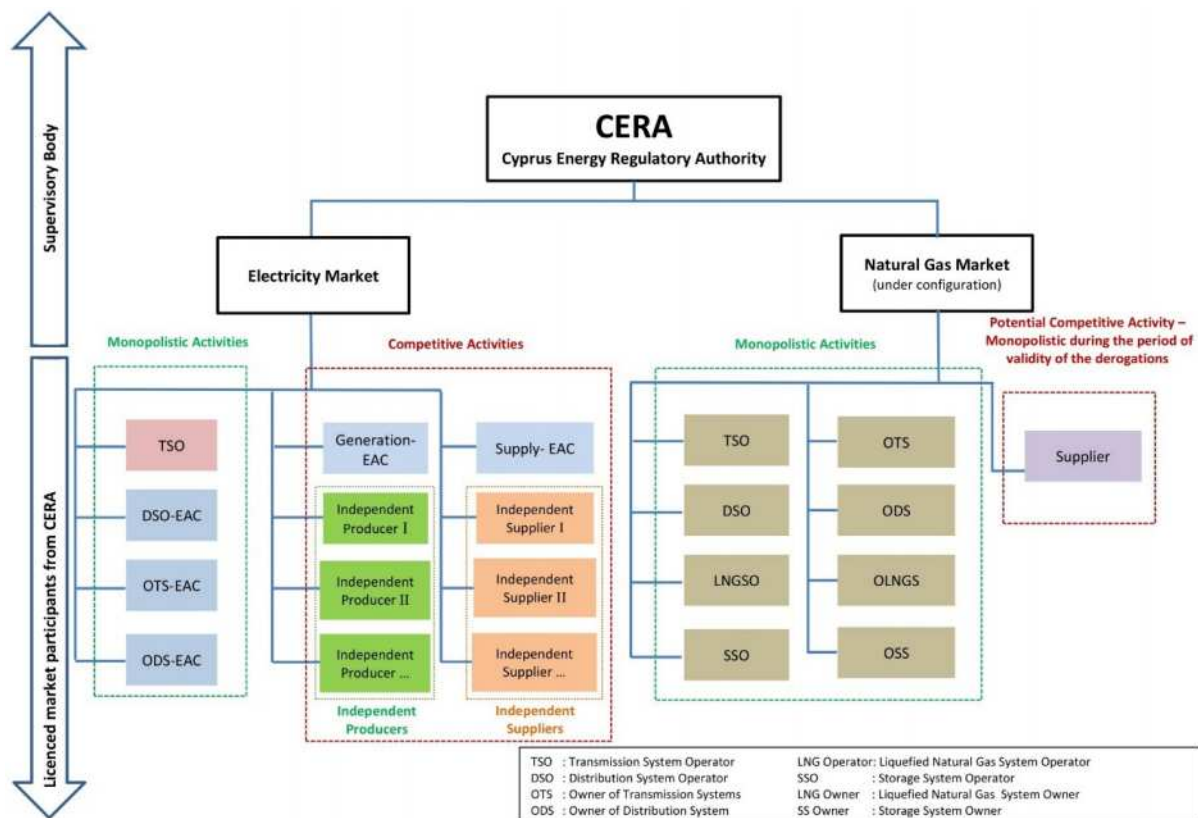 CERA
Cyprus Energy Regulatory Authority
Supervisory Body
Electricity Market
Natural Gas Market
(under configuration)
Monopolistic Activities
Competitive Activities
Monopolistic Activities
Potential Competitive Activity –
Monopolistic during the period of
validity of the derogations
Licenced market participants from CERA
TSO
DSO-EAC
OTS-EAC
ODS-EAC
Generation-
EAC
Independent
Producer I
Independent
Producer II
Independent
Producer ...
Independent
Producers
Supply- EAC
Independent
Supplier I
Independent
Supplier II
Independent
Supplier ...
Independent
Suppliers
TSO
DSO
LNGSO
SSO
OTS
ODS
OLNGS
OSS
Supplier
TSO : Transmission System Operator
DSO : Distribution System Operator
OTS : Owner of Transmission Systems
ODS : Owner of Distribution System
LNG Operator: Liquefied Natural Gas System Operator
SSO : Storage System Operator
LNG Owner : Liquefied Natural Gas System Owner
SS Owner : Storage System Owner